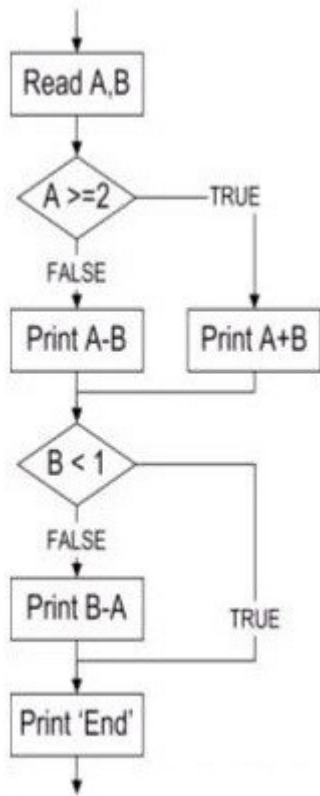 Read A,B
A >=2
TRUE
FALSE
Print A-B
Print A+B
B < 1
FALSE
Print B-A
TRUE
Print ‘End’